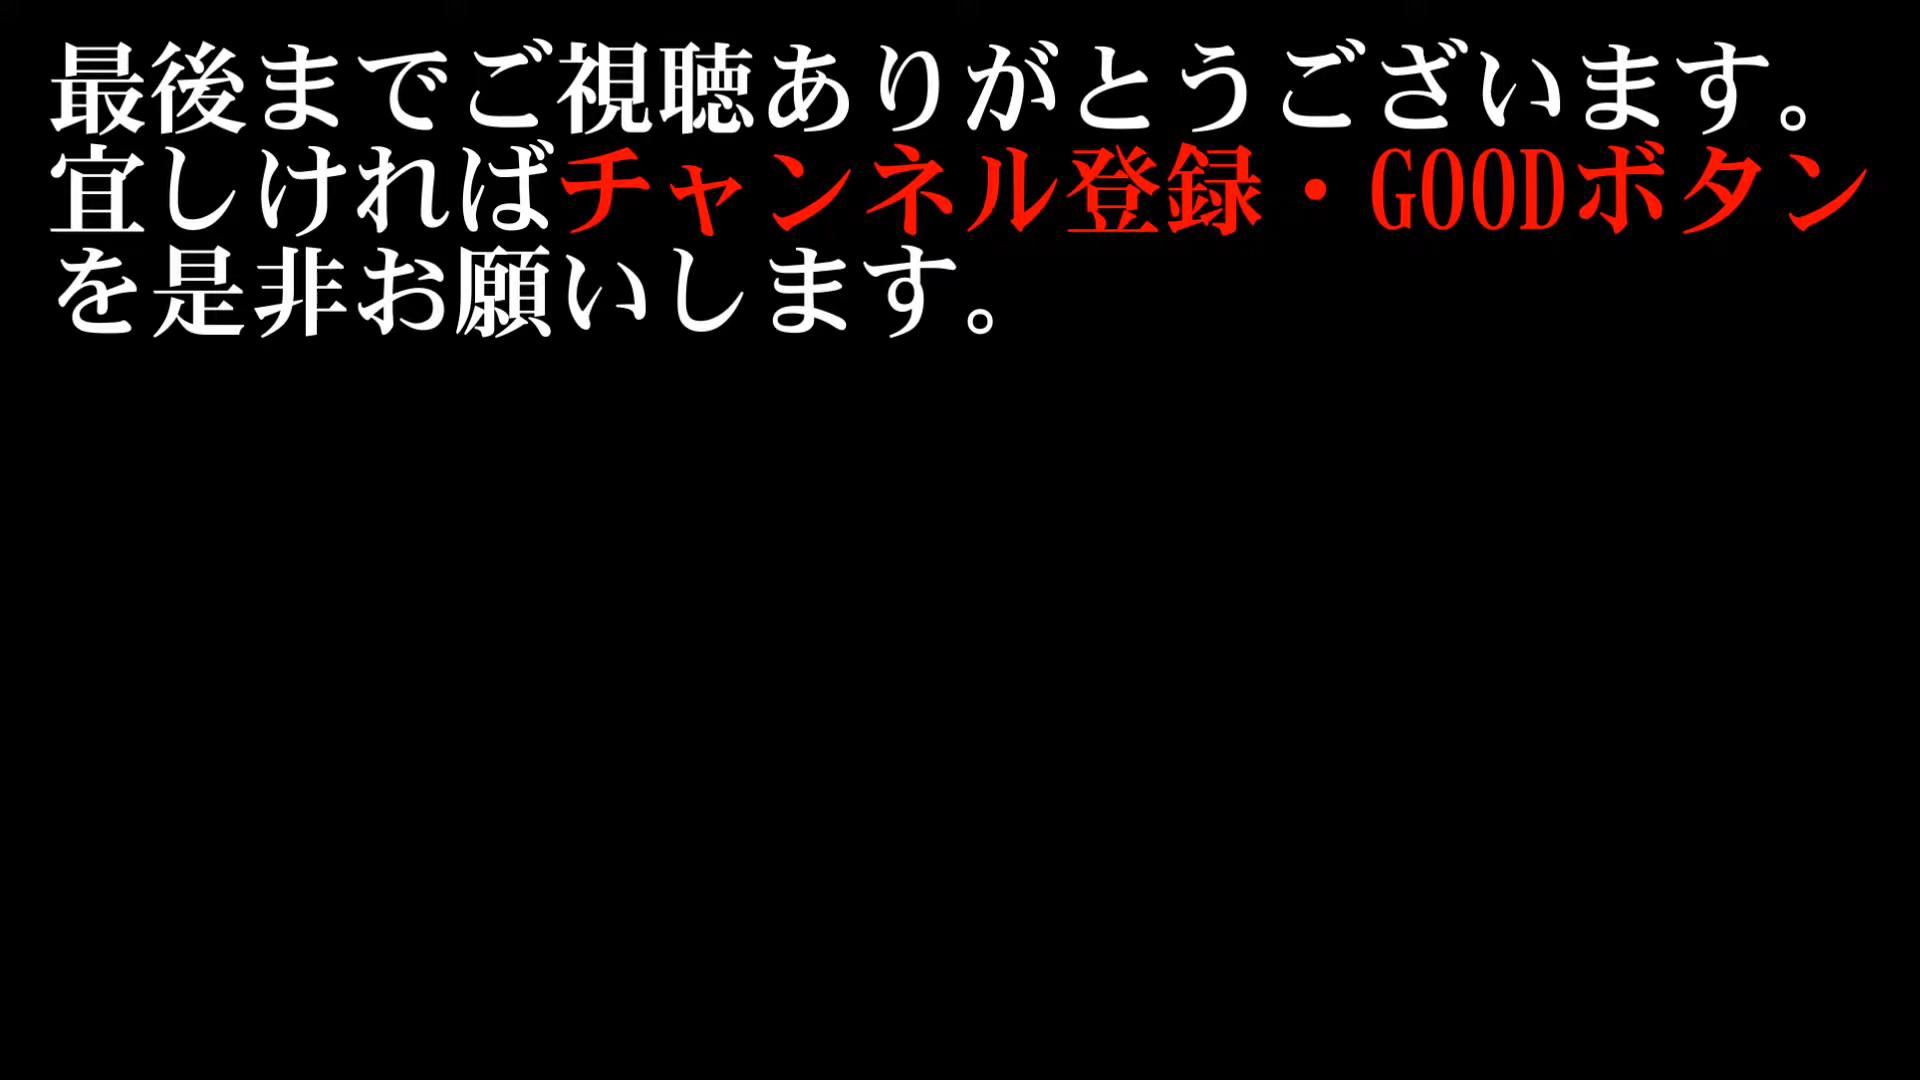 最後までご視聴ありがとうございます。
宜しければチャンネル登録・GOODボタン
を是非お願いします。